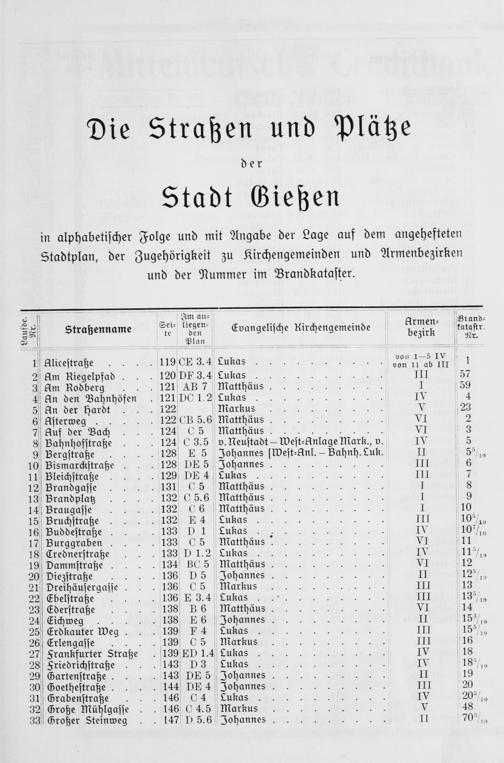 Die Straßen und Plätze
der
Stadt Gießen
in alphabetischer Folge und mit Angabe der Lage auf dem angehefteten
Stadtplan, der Zugehörigkeit zu Kirchengemeinden und Armenbezirken
und der Nummer im Brandkataster.
Laufde. Nr. Straßenname Sei-te Im an-liegen-den Plan Evangelische Kirchengemeinde Armen-bezirk Brand-katastr. Nr.
1 Alicestraße . . . . 119 CE 3.4 Lukas . . . . . . . . von 1—5 IV von 11 ab III 1
2 Am Riegelpfad . . . 120 DF 3.4 Lukas . . . . . . . . III 57
3 Am Rodberg . . . . 121 AB 7 Matthäus . . . . . . . I 59
4 An den Bahnhöfen . 121 DC 1.2 Lukas . . . . . . . . IV 4
5 An der Hardt . . . . 122 Markus . . . . . . . . V 23
6 Asterweg . . . . . 122 CB 5.6 Matthäus . . . . . . . VI 2
7 Auf der Bach . . . . 124 C 5 Matthäus . . . . . . . VI 3
8 Bahnhofstraße . . . 124 C 3.5 v. Neustadt – West-Anlage Mark., v. IV 5
9 Bergstraße . . . . 128 E 5 Johannes [West-Anl. – Bahnh. Luk. II 5⁵/₁₀
10 Bismarckstraße . . . 128 DE 5 Johannes . . . . . . . III 6
11 Bleichstraße . . . . 129 DE 4 Lukas . . . . . . . . III 7
12 Brandgasse . . . . 131 C 5 Matthäus . . . . . . . I 8
13 Brandplatz . . . . 132 C 5.6 Matthäus . . . . . . . I 9
14 Braugasse . . . . . 132 C 6 Matthäus . . . . . . . I 10
15 Bruchstraße . . . . 132 E 4 Lukas . . . . . . . . III 10⁵/₁₀
16 Buddestraße . . . . 133 D 1 Lukas . . . . . . . . IV 10⁷/₁₀
17 Burggraben . . . . 133 C 5 Matthäus . . . . . . . VI 11
18 Crednerstraße . . . 133 D 1.2 Lukas . . . . . . . . IV 11⁵/₁₀
19 Dammstraße . . . . 134 BC 5 Matthäus . . . . . . . VI 12
20 Diezstraße . . . . 136 D 5 Johannes . . . . . . . II 12⁵/₁₀
21 Dreihäusergasse . . . 136 C 5 Markus . . . . . . . . III 13
22 Ebelstraße . . . . 136 E 3.4 Lukas . . . . . . . . III 13⁵/₁₀
23 Ederstraße . . . . 138 B 6 Matthäus . . . . . . . VI 14
24 Eichweg . . . . . 138 E 6 Johannes . . . . . . . II 15⁴/₁₀
25 Erdkauter Weg . . . 139 F 4 Lukas . . . . . . . . III 15⁵/₁₀
26 Erlengasse . . . . 139 C 5 Markus . . . . . . . . III 16
27 Frankfurter Straße . 139 ED 1.4 Lukas . . . . . . . . IV 18
28 Friedrichstraße . . . 143 D 3 Lukas . . . . . . . . IV 18⁵/₁₀
29 Gartenstraße . . . . 143 DE 5 Johannes . . . . . . . II 19
30 Goethestraße . . . . 144 DE 4 Johannes . . . . . . . III 20
31 Grabenstraße . . . . 146 C 4 Lukas . . . . . . . . IV 20⁵/₁₀
32 Große Mühlgasse . . 146 C 4.5 Markus . . . . . . . . V 48
33 Großer Steinweg . . 147 D 5.6 Johannes . . . . . . . II 70³/₁₀